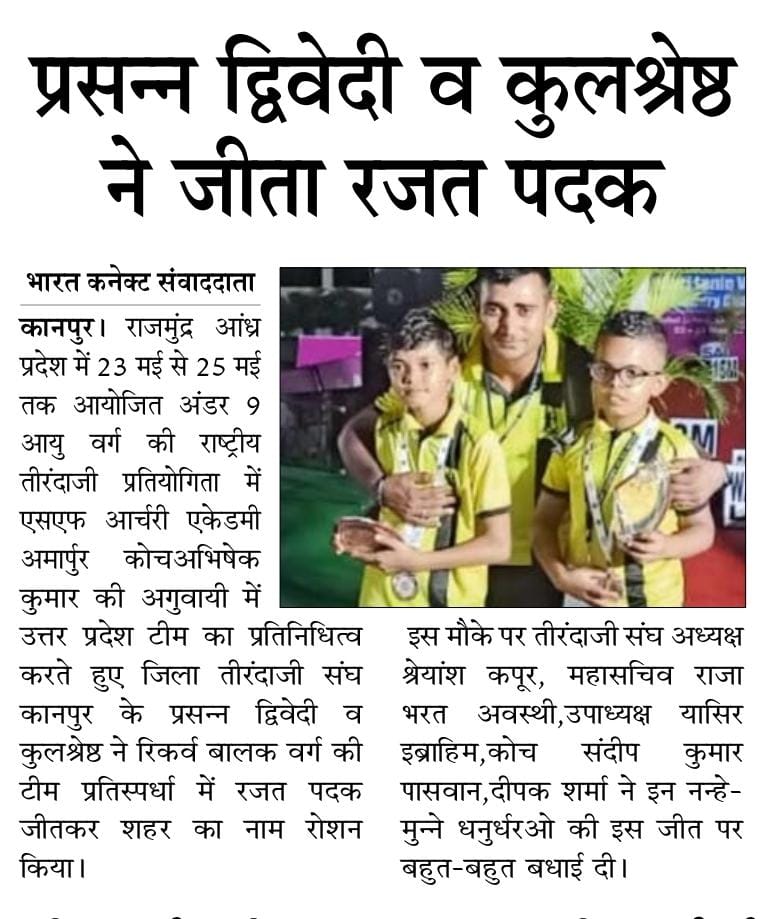 प्रसन्न द्विवेदी व कुलश्रेष्ठ
ने जीता रजत पदक
भारत कनेक्ट संवाददाता
कानपुर। राजमुंद्र आंध्र
प्रदेश में 23 मई से 25 मई
तक आयोजित अंडर 9
आयु वर्ग की राष्ट्रीय
तीरंदाजी प्रतियोगिता में
एसएफ आर्चरी एकेडमी
अमार्पुर कोचअभिषेक
कुमार की अगुवायी में
उत्तर प्रदेश टीम का प्रतिनिधित्व
करते हुए जिला तीरंदाजी संघ
कानपुर के प्रसन्न द्विवेदी व
कुलश्रेष्ठ ने रिकर्व बालक वर्ग की
टीम प्रतिस्पर्धा में रजत पदक
जीतकर शहर का नाम रोशन
किया।
इस मौके पर तीरंदाजी संघ अध्यक्ष
श्रेयांश कपूर, महासचिव राजा
भरत अवस्थी,उपाध्यक्ष यासिर
इब्राहिम,कोच संदीप कुमार
पासवान,दीपक शर्मा ने इन नन्हे-
मुन्ने धनुर्धरओ की इस जीत पर
बहुत-बहुत बधाई दी।